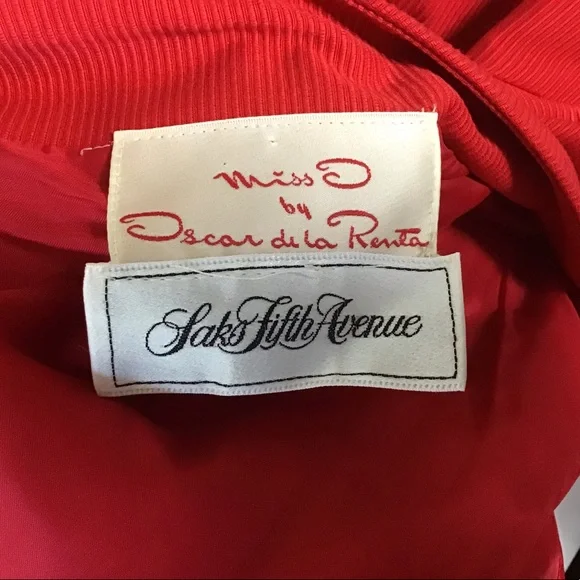 Miss O
by
Oscar de la Renta
Saks Fifth Avenue